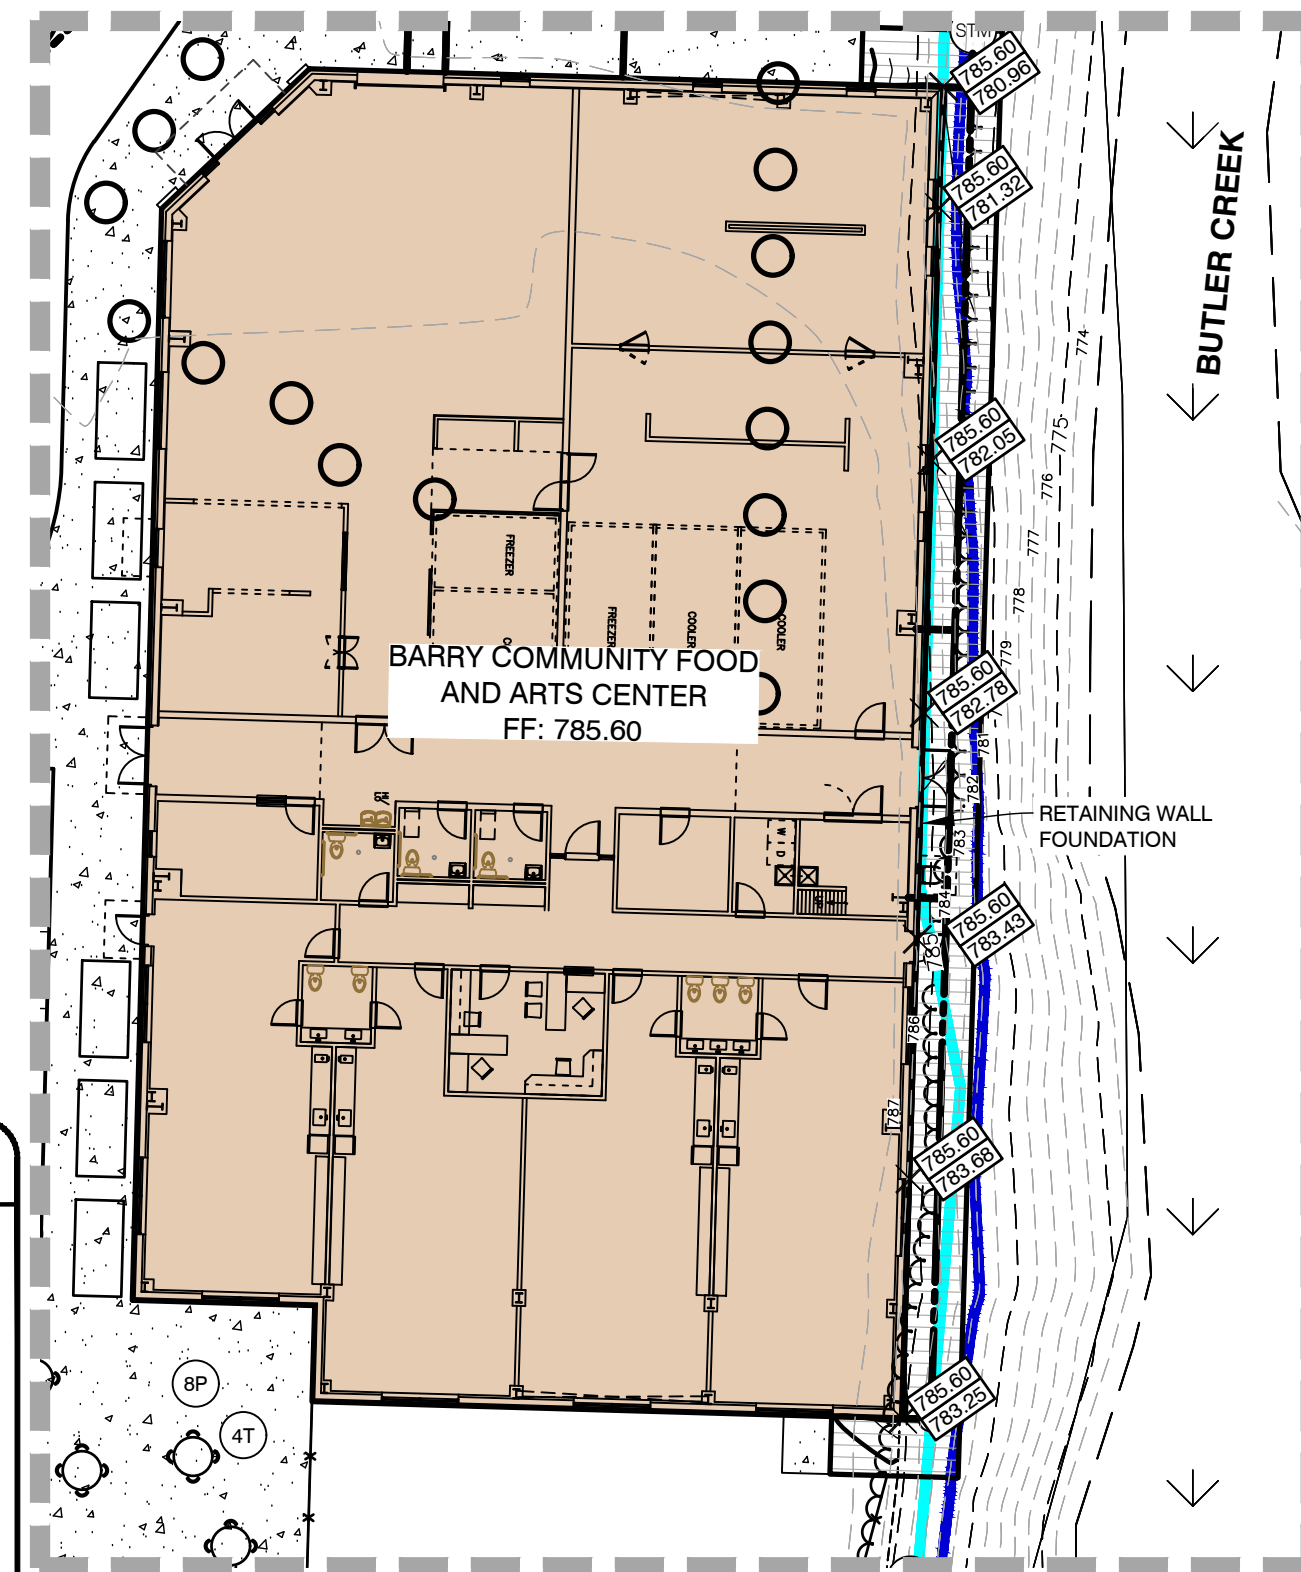 STM
785.60
780.96
785.60
781.32
BUTLER CREEK
774
785.60
782.05
775
776
777
FREEZER
778
FREEZER
COOLER
COOLER
779
BARRY COMMUNITY FOOD
AND ARTS CENTER
FF: 785.60
785.60
782.78
781
782
RETAINING WALL
FOUNDATION
783
W
D
784
785.60
783.43
785
786
787
785.60
783.68
785.60
783.25
8P
4T